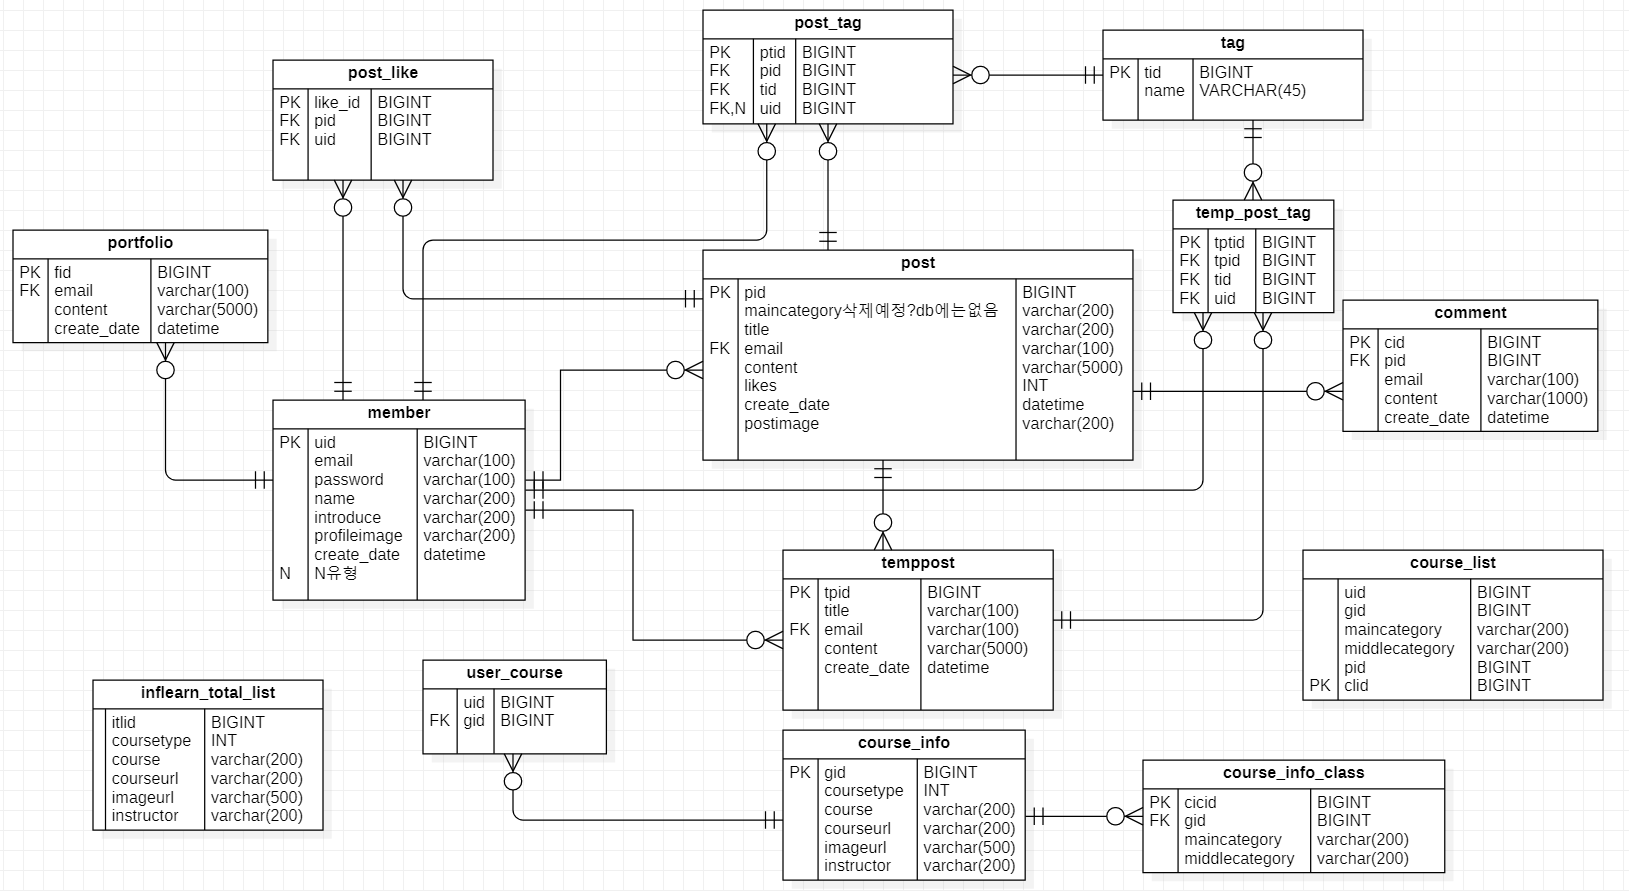 post_tag
PK ptid BIGINT
FK pid BIGINT
FK tid BIGINT
FK,N uid BIGINT
tag
PK tid BIGINT
name VARCHAR(45)
post_like
PK like_id BIGINT
FK pid BIGINT
FK uid BIGINT
temp_post_tag
PK tptid BIGINT
FK tpid BIGINT
FK tid BIGINT
FK uid BIGINT
portfolio
PK fid BIGINT
FK email varchar(100)
content varchar(5000)
create_date datetime
post
PK pid BIGINT
maincategory삭제예정?db에는없음 varchar(200)
title varchar(200)
FK email varchar(100)
content varchar(5000)
likes INT
create_date datetime
postimage varchar(200)
comment
PK cid BIGINT
FK pid BIGINT
email varchar(100)
content varchar(1000)
create_date datetime
member
PK uid BIGINT
email varchar(100)
password varchar(100)
name varchar(200)
introduce varchar(200)
profileimage varchar(200)
create_date datetime
N N유형
temppost
PK tpid BIGINT
title varchar(100)
FK email varchar(100)
content varchar(5000)
create_date datetime
course_list
uid BIGINT
gid BIGINT
maincategory varchar(200)
middlecategory varchar(200)
pid BIGINT
PK clid BIGINT
user_course
uid BIGINT
FK gid BIGINT
inflearn_total_list
itlid BIGINT
coursetype INT
course varchar(200)
courseurl varchar(200)
imageurl varchar(500)
instructor varchar(200)
course_info
PK gid BIGINT
coursetype INT
course varchar(200)
courseurl varchar(200)
imageurl varchar(500)
instructor varchar(200)
course_info_class
PK cicid BIGINT
FK gid BIGINT
maincategory varchar(200)
middlecategory varchar(200)